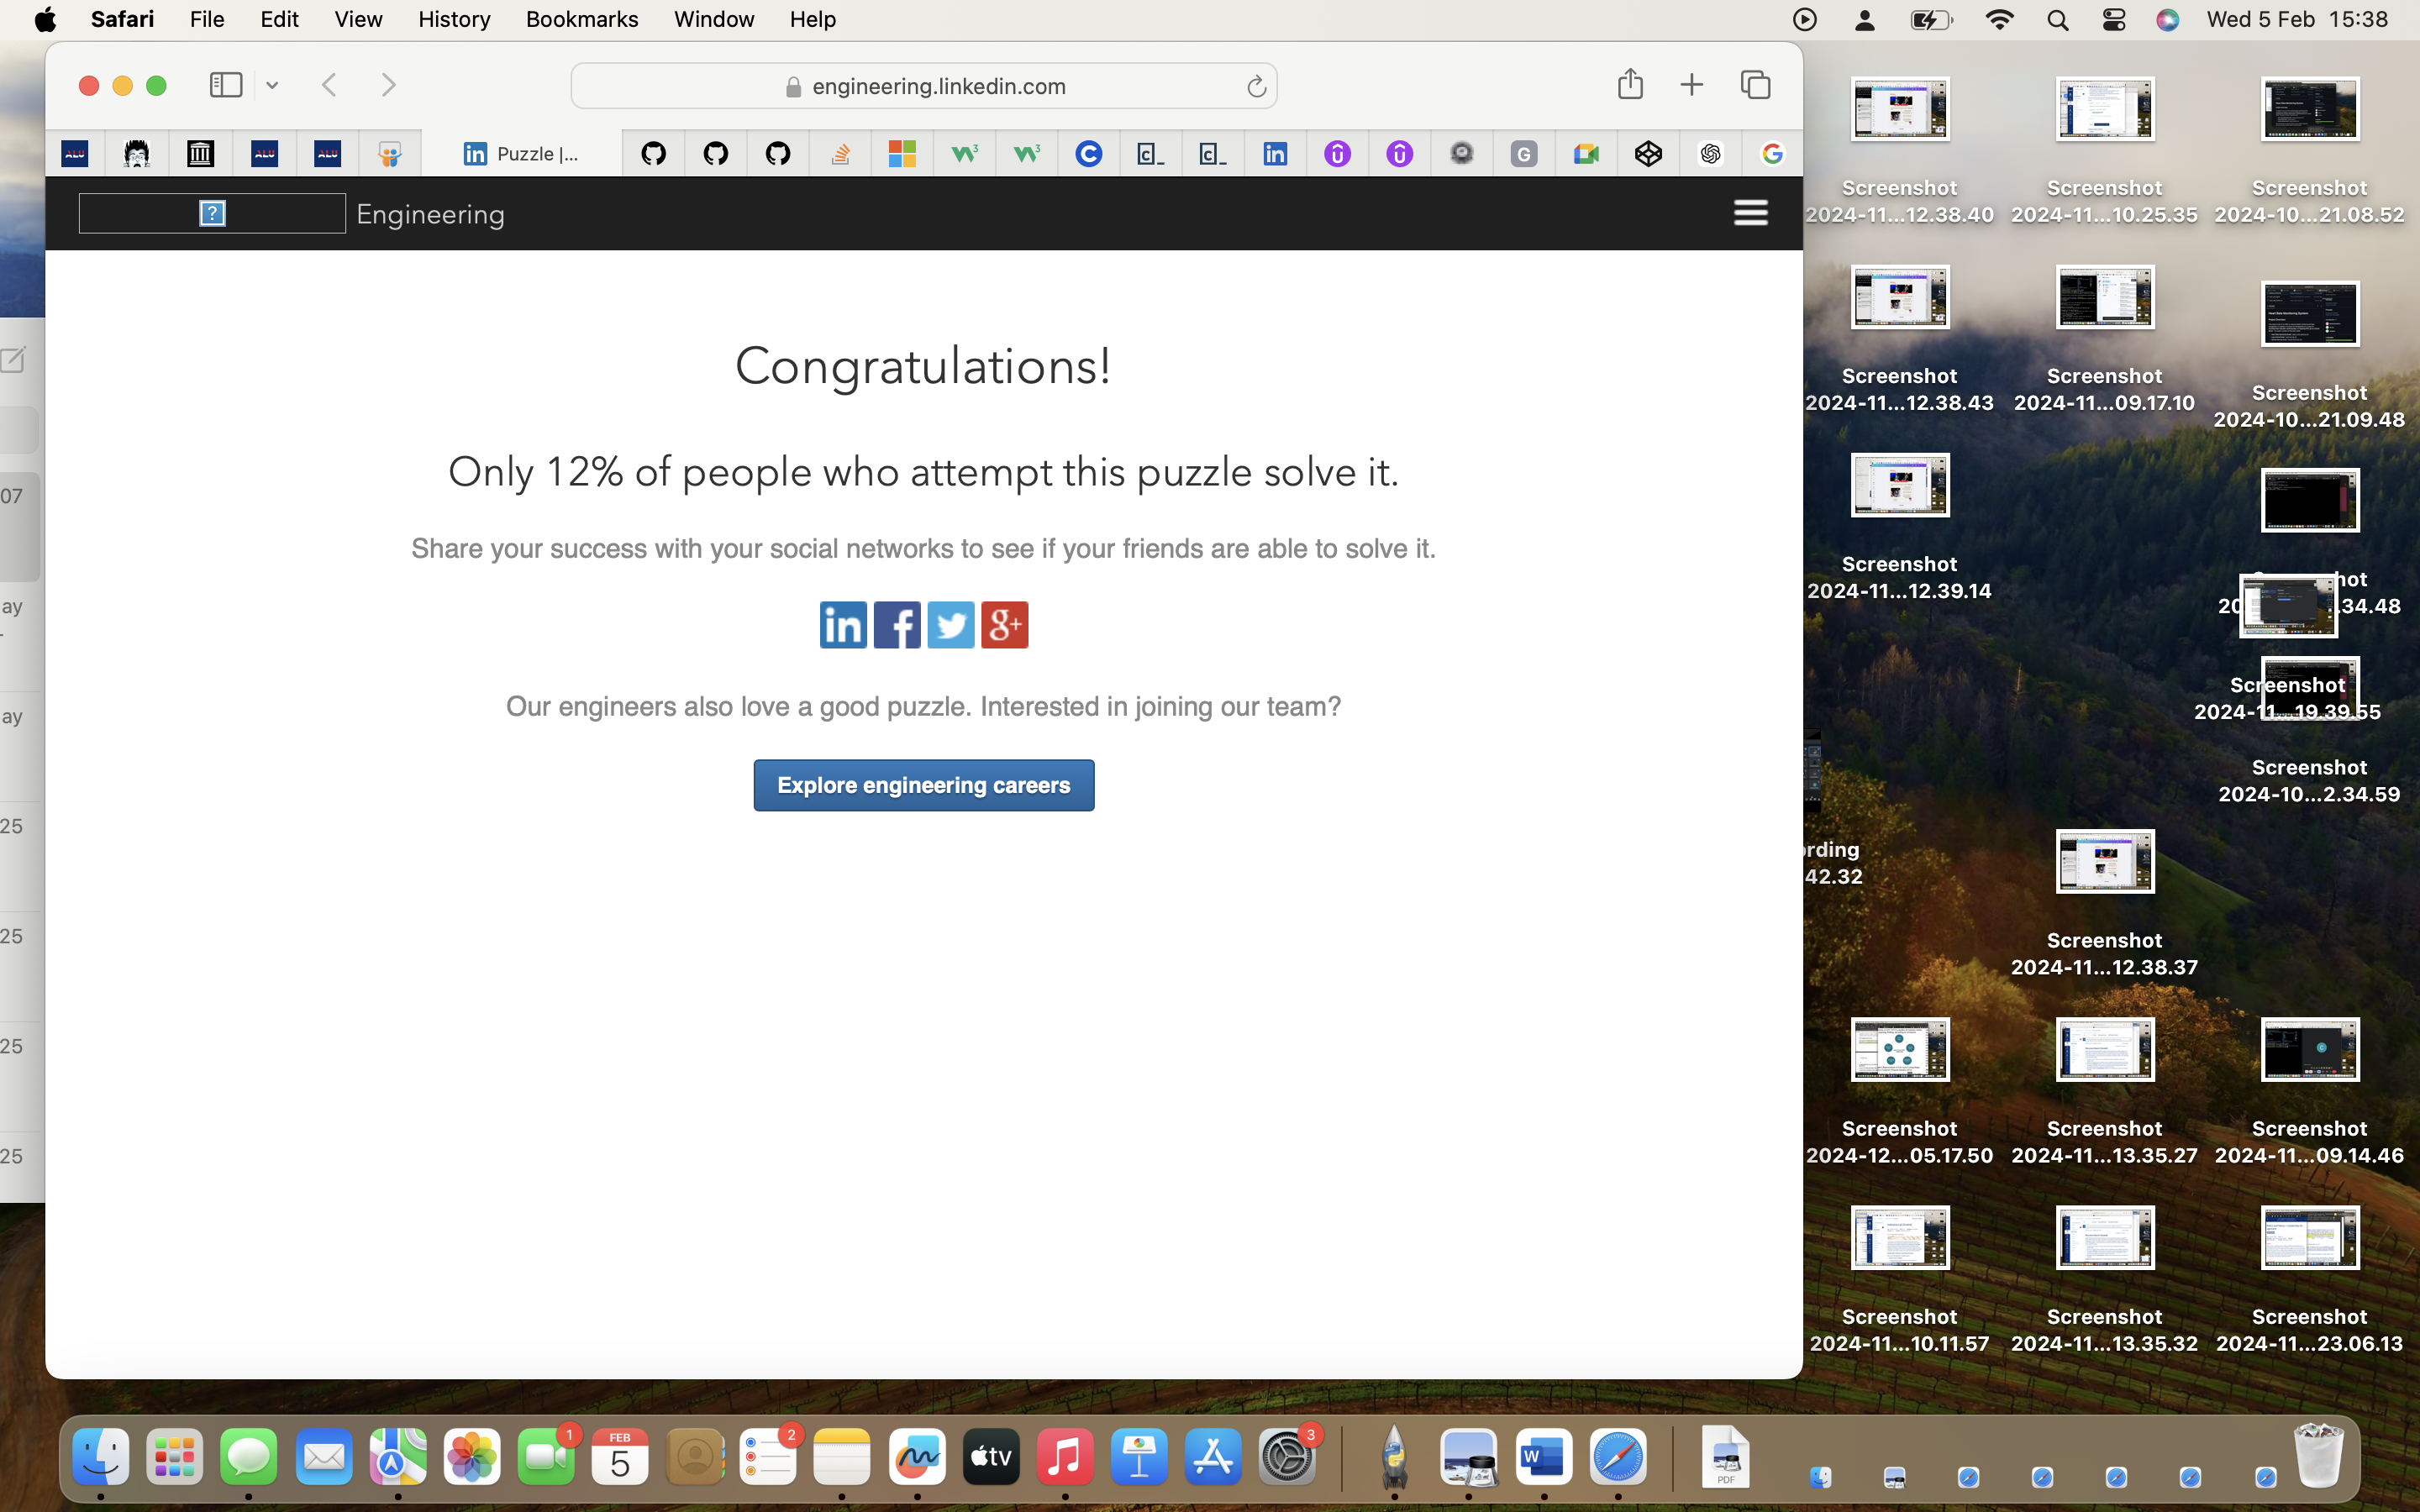 Safari File Edit View History Bookmarks Window Help Wed 5 Feb 15:38
engineering.linkedin.com
Puzzle |...
Engineering
Congratulations!
Only 12% of people who attempt this puzzle solve it.
Share your success with your social networks to see if your friends are able to solve it.
Our engineers also love a good puzzle. Interested in joining our team?
Explore engineering careers
07
ay
ay
25
25
25
25
Screenshot
2024-11...12.38.40
Screenshot
2024-11...10.25.35
Screenshot
2024-10...21.08.52
Screenshot
2024-11...12.38.43
Screenshot
2024-11...09.17.10
Screenshot
2024-10...21.09.48
Screenshot
2024-11...12.39.14
hot
20
.34.48
Screenshot
2024-11...19.39.55
Screenshot
2024-10...2.34.59
ording
42.32
Screenshot
2024-11...12.38.37
Screenshot
2024-12...05.17.50
Screenshot
2024-11...13.35.27
Screenshot
2024-11...09.14.46
Screenshot
2024-11...10.11.57
Screenshot
2024-11...13.35.32
Screenshot
2024-11...23.06.13
1
FEB
5
2
tv
3
W
PDF